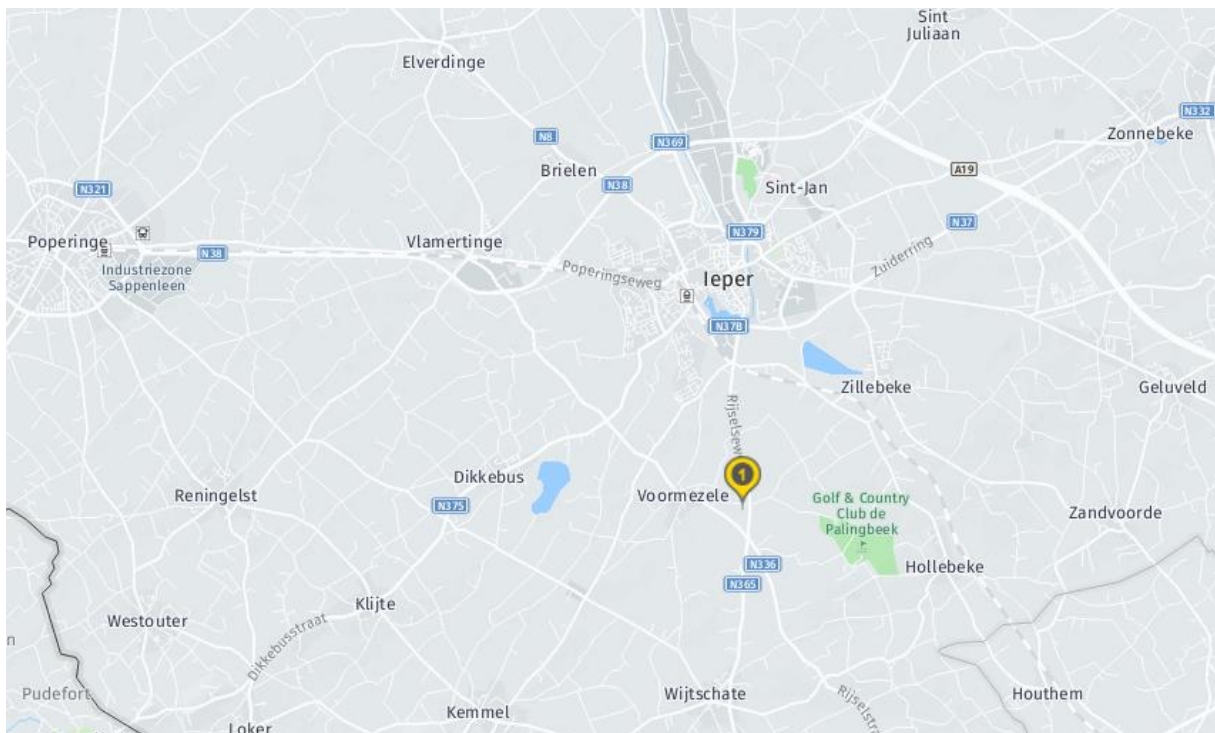 Sint
Juliaan
Elverdinge
N332
Zonnebeke
N8
N369
Brielen
A19
N38
N321
Sint-Jan
N37
N379
Poperinge
Vlamertinge
Zuiderring
N38
Industriezone
Sappenleen
Poperingseweg
Ieper
N37B
Zillebeke
Geluveld
Rijselsew
Dikkebus
1
Reningelst
Voormezele
Golf & Country
Club de
Palingbeek
N375
Zandvoorde
N336
Hollebeke
N365
Klijte
Westouter
Dikkebusstraat
n
Pudefort
Wijtschate
Houthem
Kemmel
Rijselstr
Loker